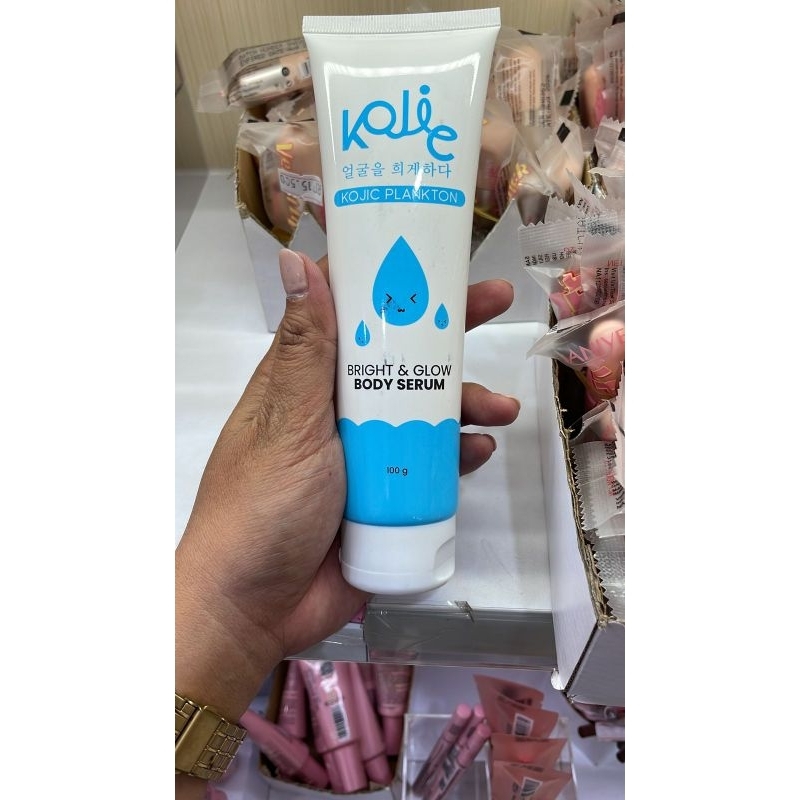 Kojie
얼굴을 희게하다
KOJIC PLANKTON
BRIGHT & GLOW
BODY SERUM
100 g